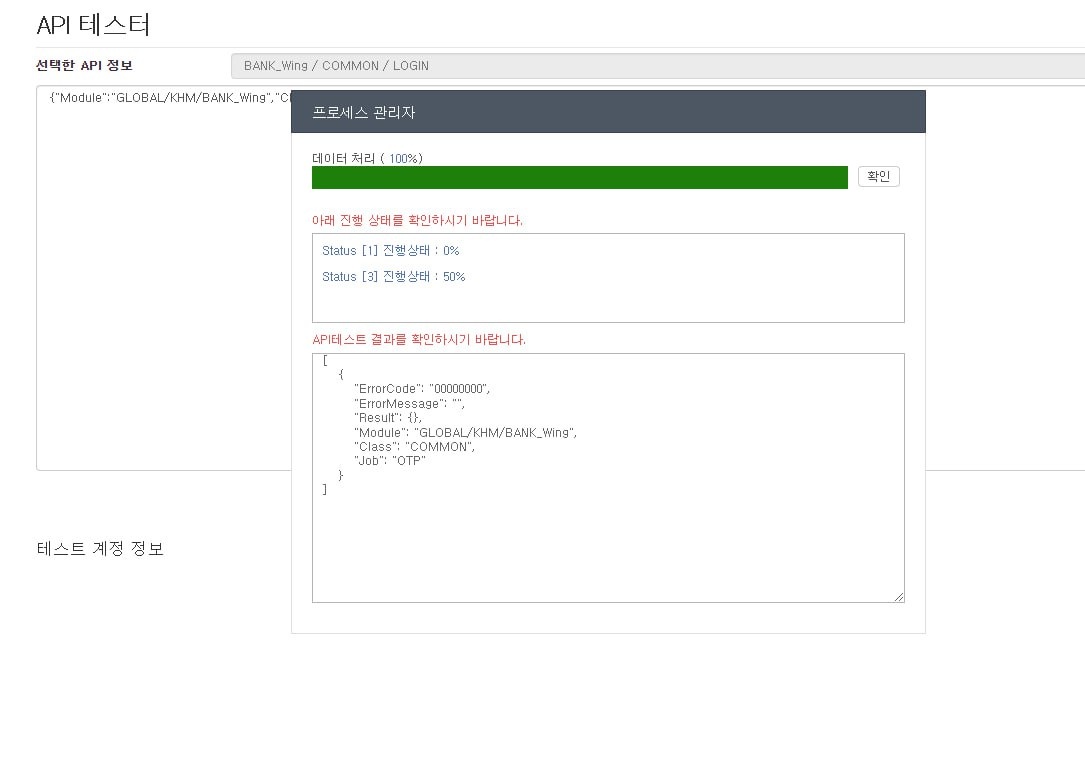 API 테스터
선택한 API 정보
BANK_Wing / COMMON / LOGIN
{"Module":"GLOBAL/KHM/BANK_Wing","Cl
프로세스 관리자
데이터 처리 ( 100%)
확인
아래 진행 상태를 확인하시기 바랍니다.
Status [1] 진행상태 : 0%
Status [3] 진행상태 : 50%
API테스트 결과를 확인하시기 바랍니다.
[
{
"ErrorCode": "00000000",
"ErrorMessage": "",
"Result": {},
"Module": "GLOBAL/KHM/BANK_Wing",
"Class": "COMMON",
"Job": "OTP"
}
]
테스트 계정 정보